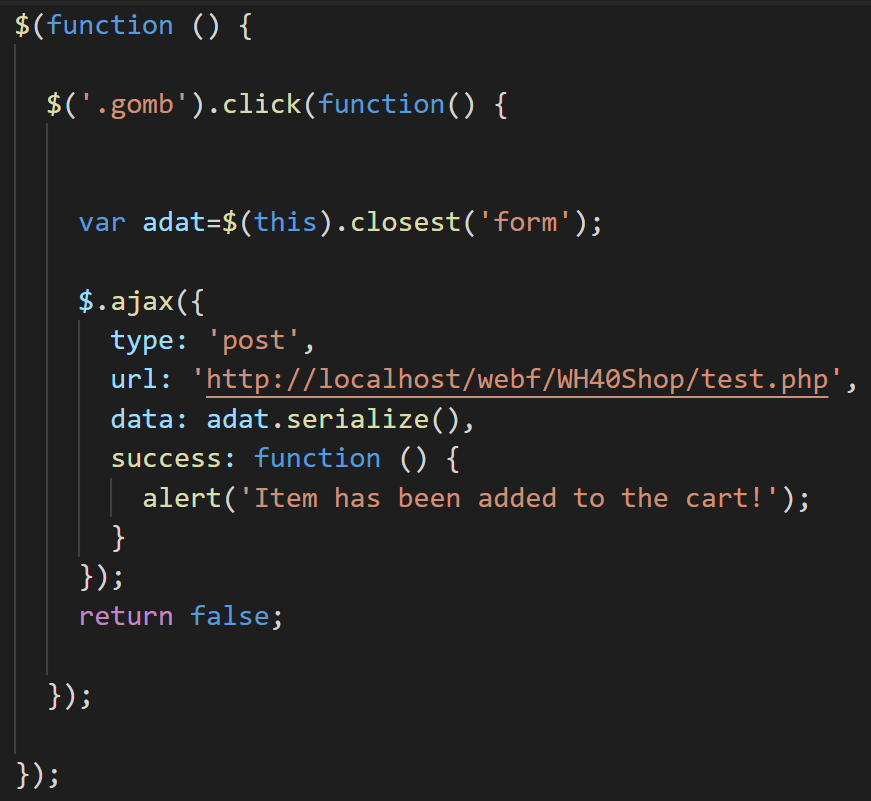 $(function () {
$('.gomb').click(function() {
var adat=$(this).closest('form');
$.ajax({
type: 'post',
url: 'http://localhost/webf/WH40Shop/test.php',
data: adat.serialize(),
success: function () {
alert('Item has been added to the cart!');
}
});
return false;
});
});